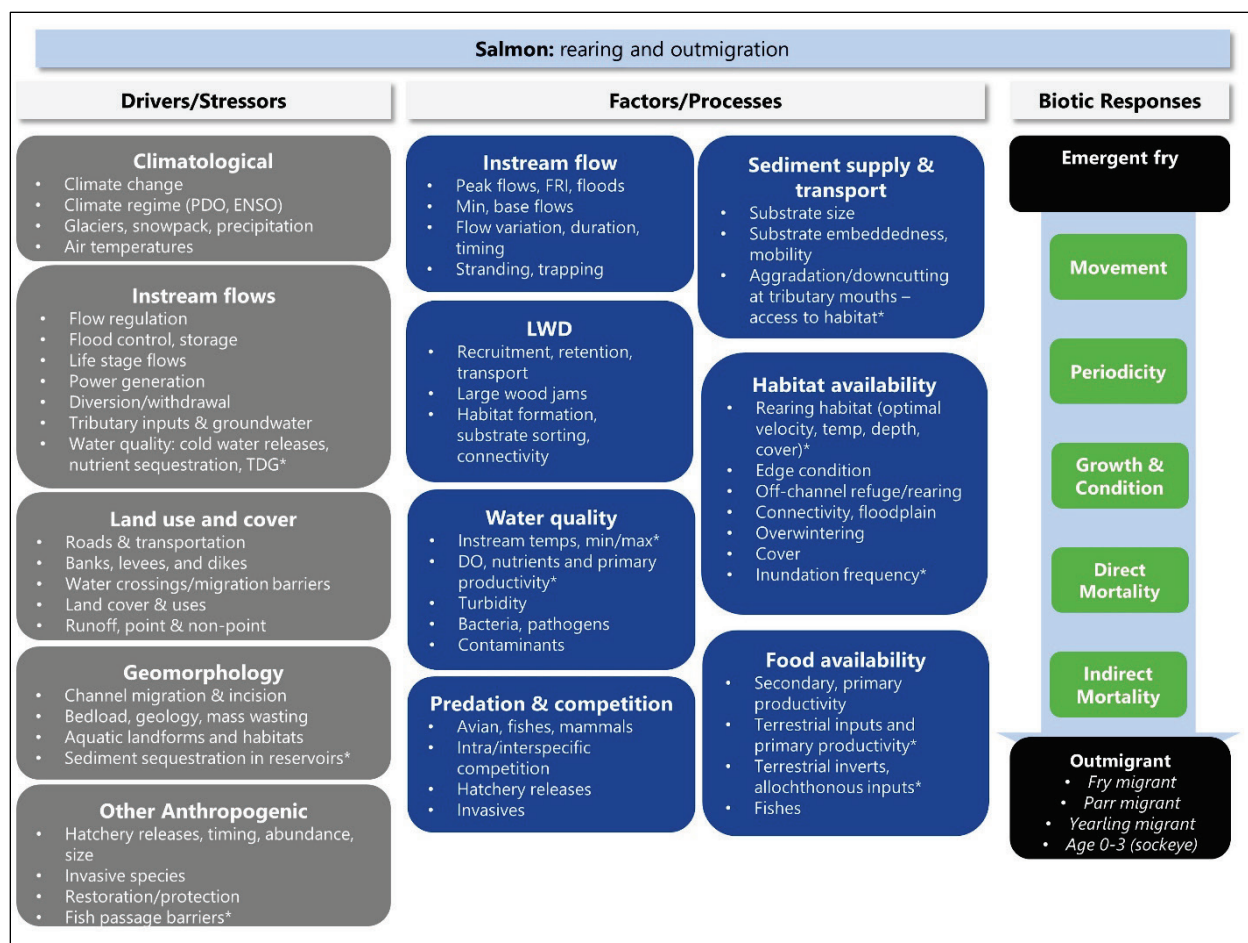 Salmon: rearing and outmigration
Drivers/Stressors
Climatological
• Climate change
• Climate regime (PDO, ENSO)
• Glaciers, snowpack, precipitation
• Air temperatures
Instream flows
• Flow regulation
• Flood control, storage
• Life stage flows
• Power generation
• Diversion/withdrawal
• Tributary inputs & groundwater
• Water quality: cold water releases,
nutrient sequestration, TDG*
Land use and cover
• Roads & transportation
• Banks, levees, and dikes
• Water crossings/migration barriers
• Land cover & uses
• Runoff, point & non-point
Geomorphology
• Channel migration & incision
• Bedload, geology, mass wasting
• Aquatic landforms and habitats
• Sediment sequestration in reservoirs*
Other Anthropogenic
• Hatchery releases, timing, abundance,
size
• Invasive species
• Restoration/protection
• Fish passage barriers*
Factors/Processes
Instream flow
• Peak flows, FRI, floods
• Min, base flows
• Flow variation, duration,
timing
• Stranding, trapping
LWD
• Recruitment, retention,
transport
• Large wood jams
• Habitat formation,
substrate sorting,
connectivity
Water quality
• Instream temps, min/max*
• DO, nutrients and primary
productivity*
• Turbidity
• Bacteria, pathogens
• Contaminants
Predation & competition
• Avian, fishes, mammals
• Intra/interspecific
competition
• Hatchery releases
• Invasives
Sediment supply &
transport
• Substrate size
• Substrate embeddedness,
mobility
• Aggradation/downcutting
at tributary mouths –
access to habitat*
Habitat availability
• Rearing habitat (optimal
velocity, temp, depth,
cover)*
• Edge condition
• Off-channel refuge/rearing
• Connectivity, floodplain
• Overwintering
• Cover
• Inundation frequency*
Food availability
• Secondary, primary
productivity
• Terrestrial inputs and
primary productivity*
• Terrestrial inverts,
allochthonous inputs*
• Fishes
Biotic Responses
Emergent fry
Movement
Periodicity
Growth &
Condition
Direct
Mortality
Indirect
Mortality
Outmigrant
• Fry migrant
• Parr migrant
• Yearling migrant
• Age 0-3 (sockeye)